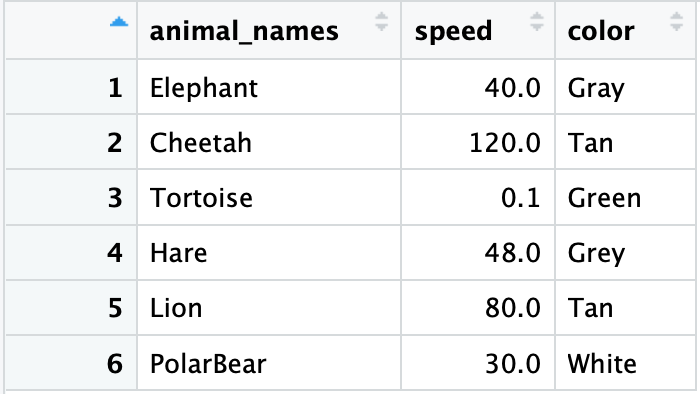 animal_names speed color
1 Elephant 40.0 Gray
2 Cheetah 120.0 Tan
3 Tortoise 0.1 Green
4 Hare 48.0 Grey
5 Lion 80.0 Tan
6 PolarBear 30.0 White